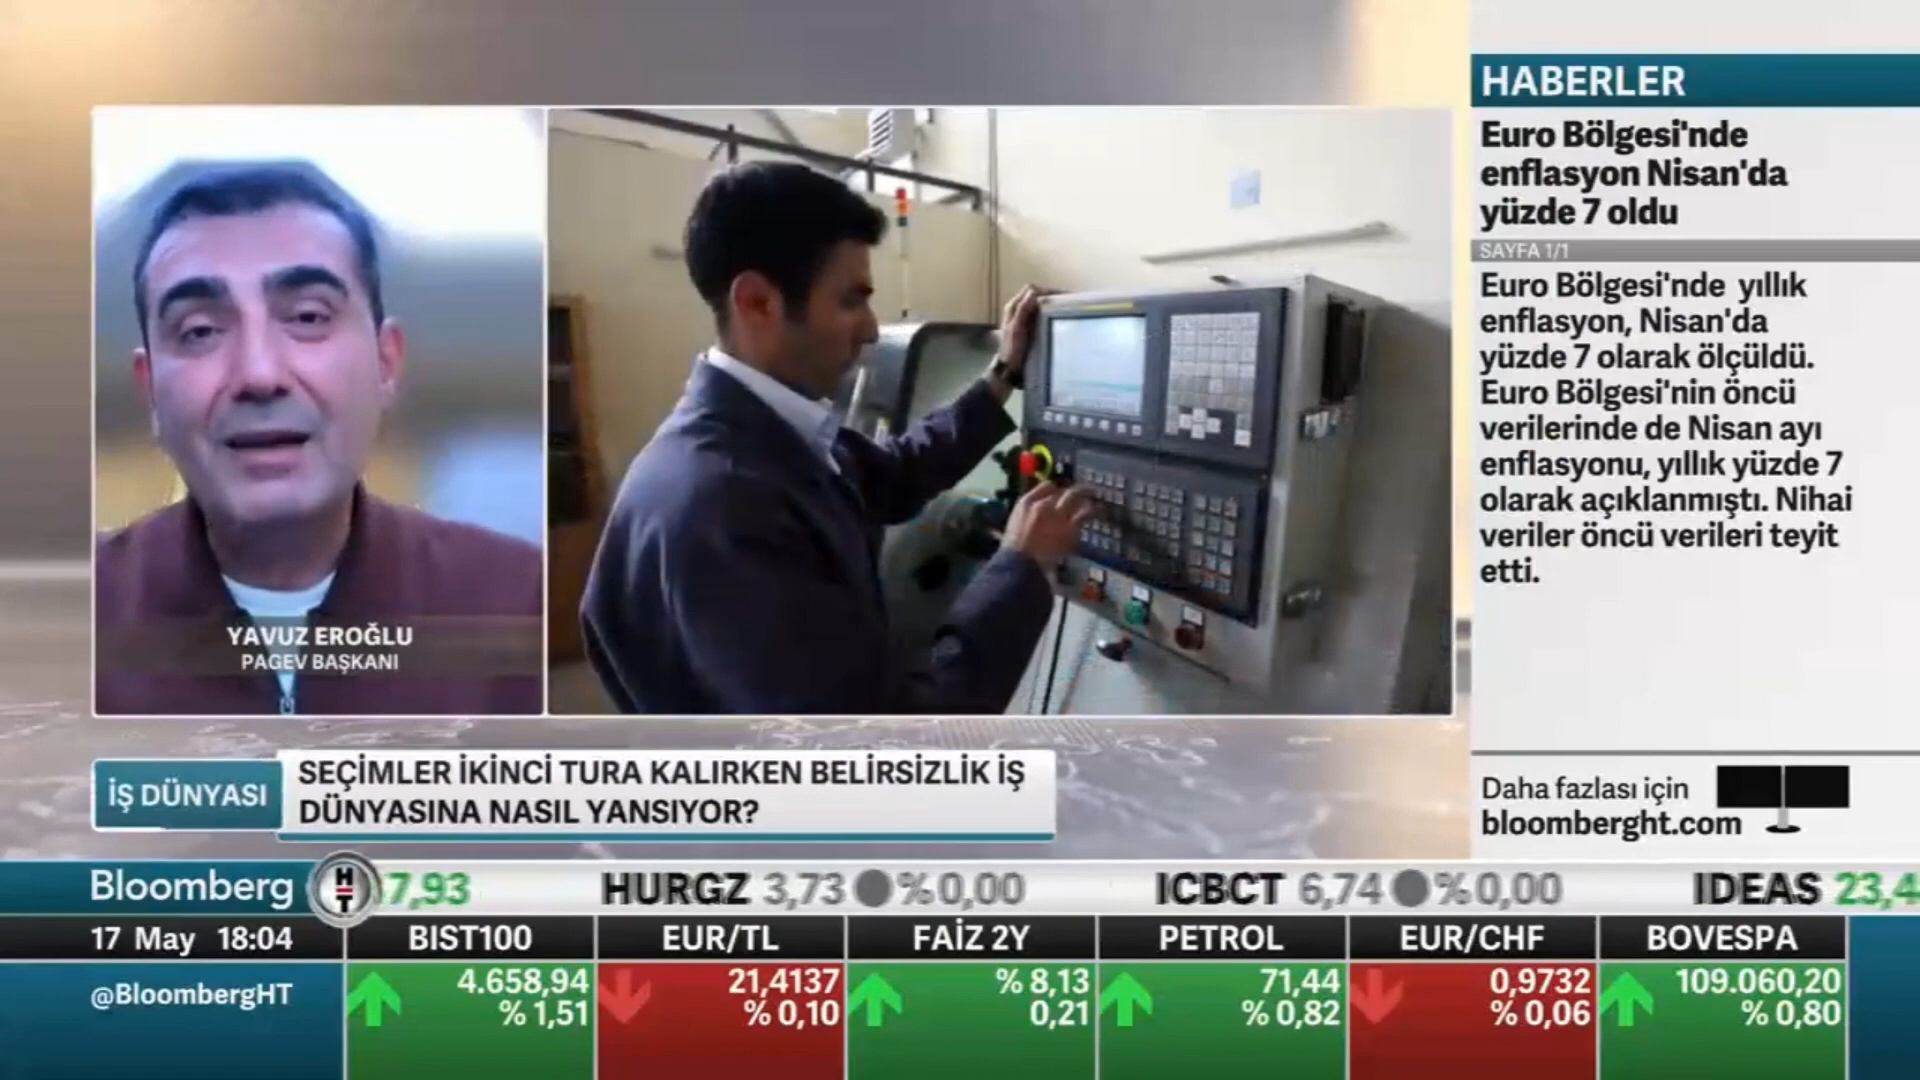 HABERLER
Euro Bölgesi'nde
enflasyon Nisan'da
yüzde 7 oldu
SAYFA 1/1
Euro Bölgesi'nde yıllık
enflasyon, Nisan'da
yüzde 7 olarak ölçüldü.
Euro Bölgesi'nin öncü
verilerinde de Nisan ayı
enflasyonu, yıllık yüzde 7
olarak açıklanmıştı. Nihai
veriler öncü verileri teyit
etti.
Daha fazlası için
bloomberght.com
YAVUZ EROĞLU
PAGEV BAŞKANI
İŞ DÜNYASI
SEÇİMLER İKİNCİ TURA KALIRKEN BELİRSİZLİK İŞ
DÜNYASINA NASIL YANSIYOR?
Bloomberg HT 7,93 HURGZ 3,73 %0,00 ICBCT 6,74 %0,00 IDEAS 23,4
17 May 18:04 BIST100 EUR/TL FAİZ 2Y PETROL EUR/CHF BOVESPA
@BloombergHT 4.658,94 21,4137 % 8,13 71,44 0,9732 109.060,20
% 1,51 % 0,10 0,21 % 0,82 % 0,06 % 0,80